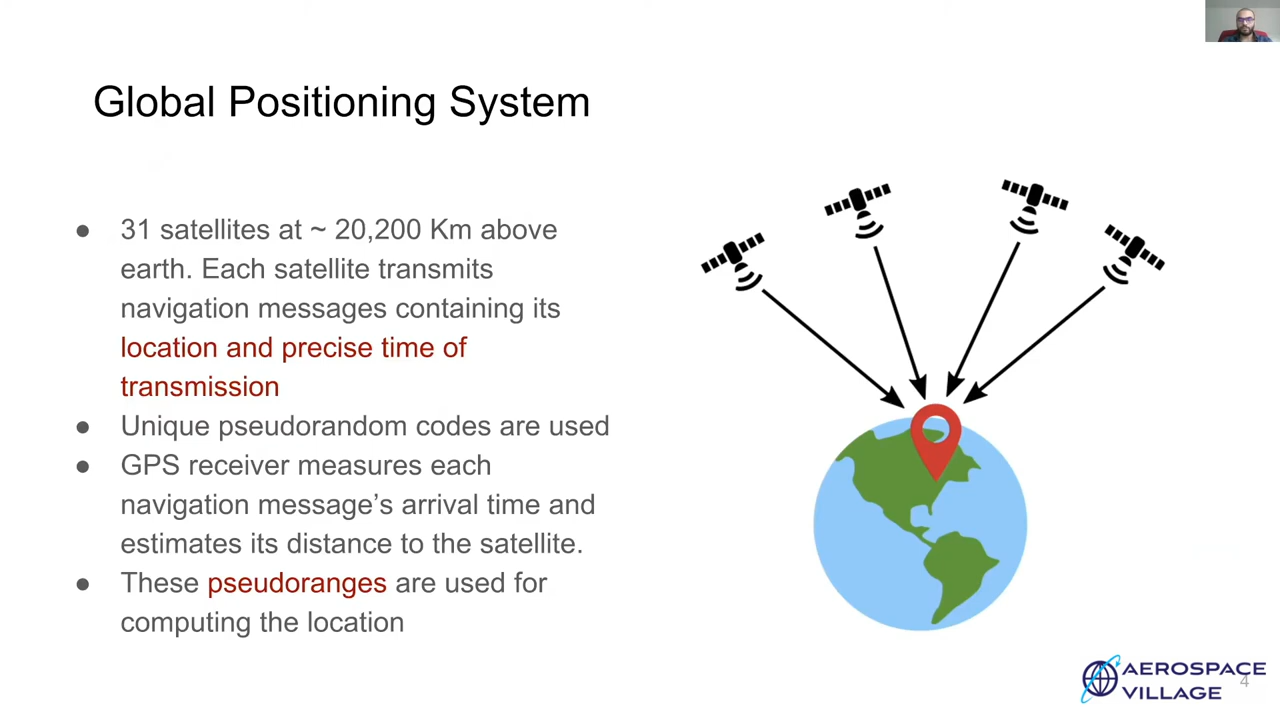 Global Positioning System
● 31 satellites at ~ 20,200 Km above
earth. Each satellite transmits
navigation messages containing its
location and precise time of
transmission
● Unique pseudorandom codes are used
● GPS receiver measures each
navigation message’s arrival time and
estimates its distance to the satellite.
● These pseudoranges are used for
computing the location
AEROSPACE
VILLAGE
4